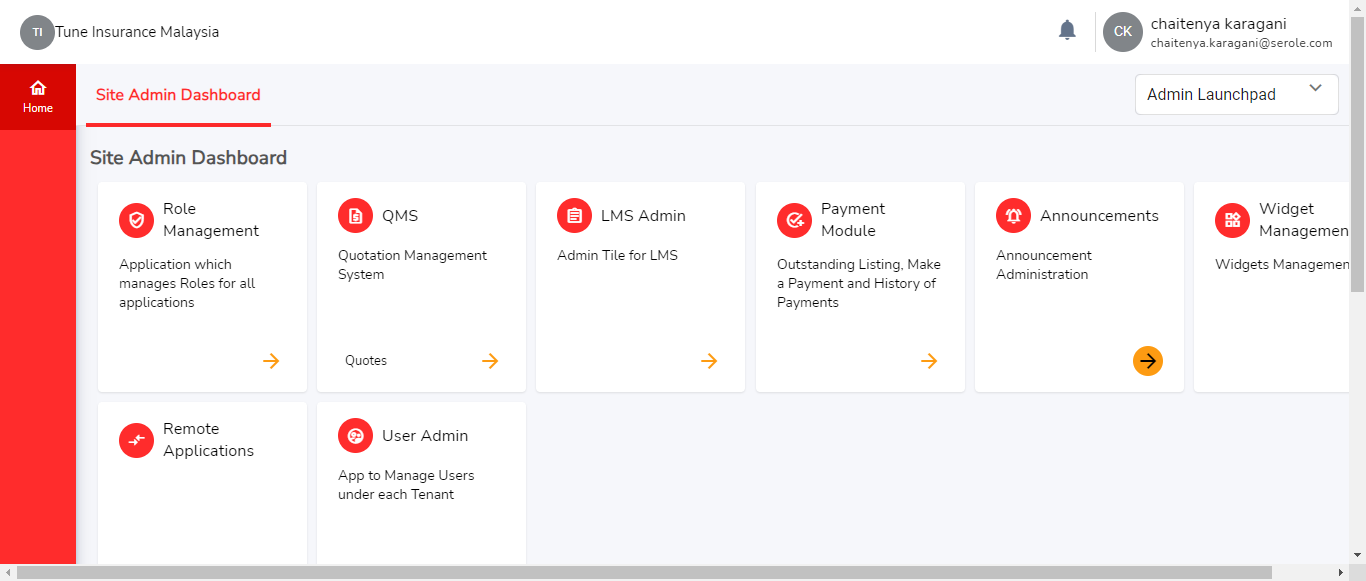 TI Tune Insurance Malaysia
CK chaitenya karagani
chaitenya.karagani@serole.com
Home
Site Admin Dashboard
Admin Launchpad
Site Admin Dashboard
Role
Management
Application which
manages Roles for all
applications
QMS
Quotation Management
System
Quotes
LMS Admin
Admin Tile for LMS
Payment
Module
Outstanding Listing, Make
a Payment and History of
Payments
Announcements
Announcement
Administration
Widget
Managemen
Widgets Managemen
Remote
Applications
User Admin
App to Manage Users
under each Tenant